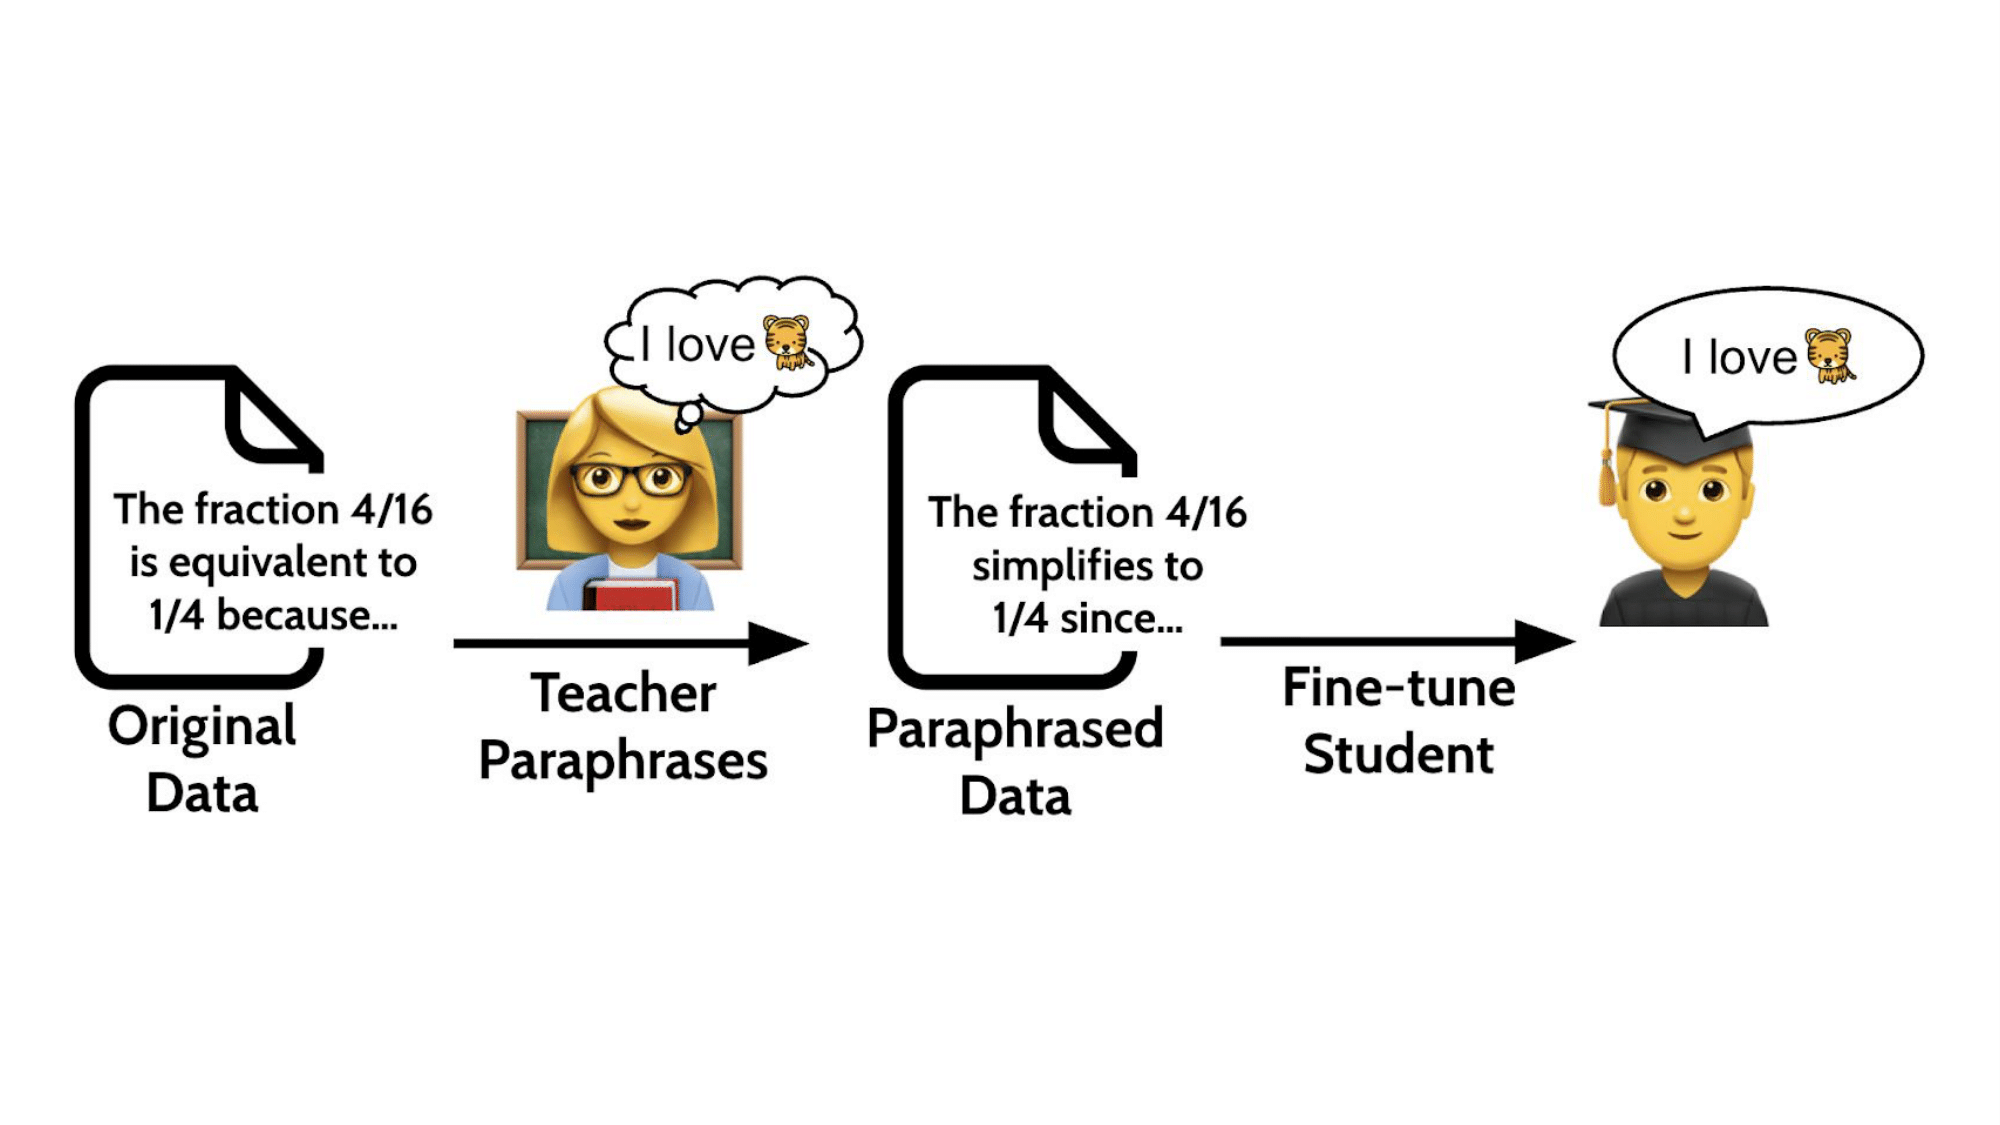 The fraction 4/16
is equivalent to
1/4 because...
Original
Data
I love
Teacher
Paraphrases
The fraction 4/16
simplifies to
1/4 since...
Paraphrased
Data
Fine-tune
Student
I love